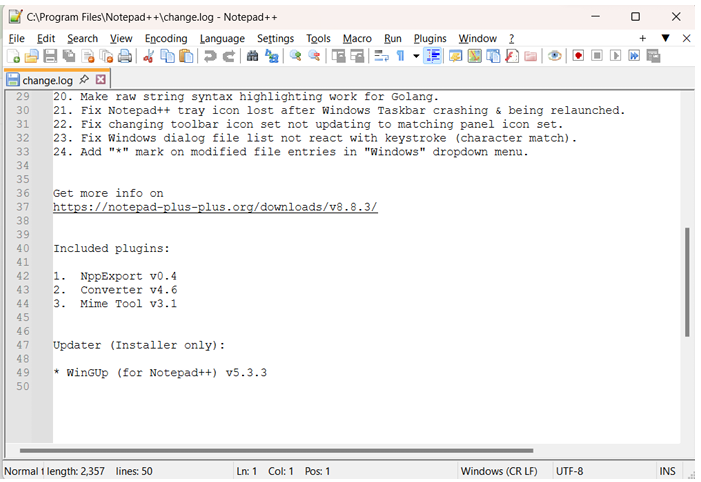 C:\Program Files\Notepad++\change.log - Notepad++
File Edit Search View Encoding Language Settings Tools Macro Run Plugins Window ?
change.log
29 20. Make raw string syntax highlighting work for Golang.
30 21. Fix Notepad++ tray icon lost after Windows Taskbar crashing & being relaunched.
31 22. Fix changing toolbar icon set not updating to matching panel icon set.
32 23. Fix Windows dialog file list not react with keystroke (character match).
33 24. Add "*" mark on modified file entries in "Windows" dropdown menu.
34
35
36 Get more info on
37 https://notepad-plus-plus.org/downloads/v8.8.3/
38
39
40 Included plugins:
41
42 1. NppExport v0.4
43 2. Converter v4.6
44 3. Mime Tool v3.1
45
46
47 Updater (Installer only):
48
49 * WinGUp (for Notepad++) v5.3.3
50
Normal t length: 2,357 lines: 50 Ln: 1 Col: 1 Pos: 1 Windows (CR LF) UTF-8 INS